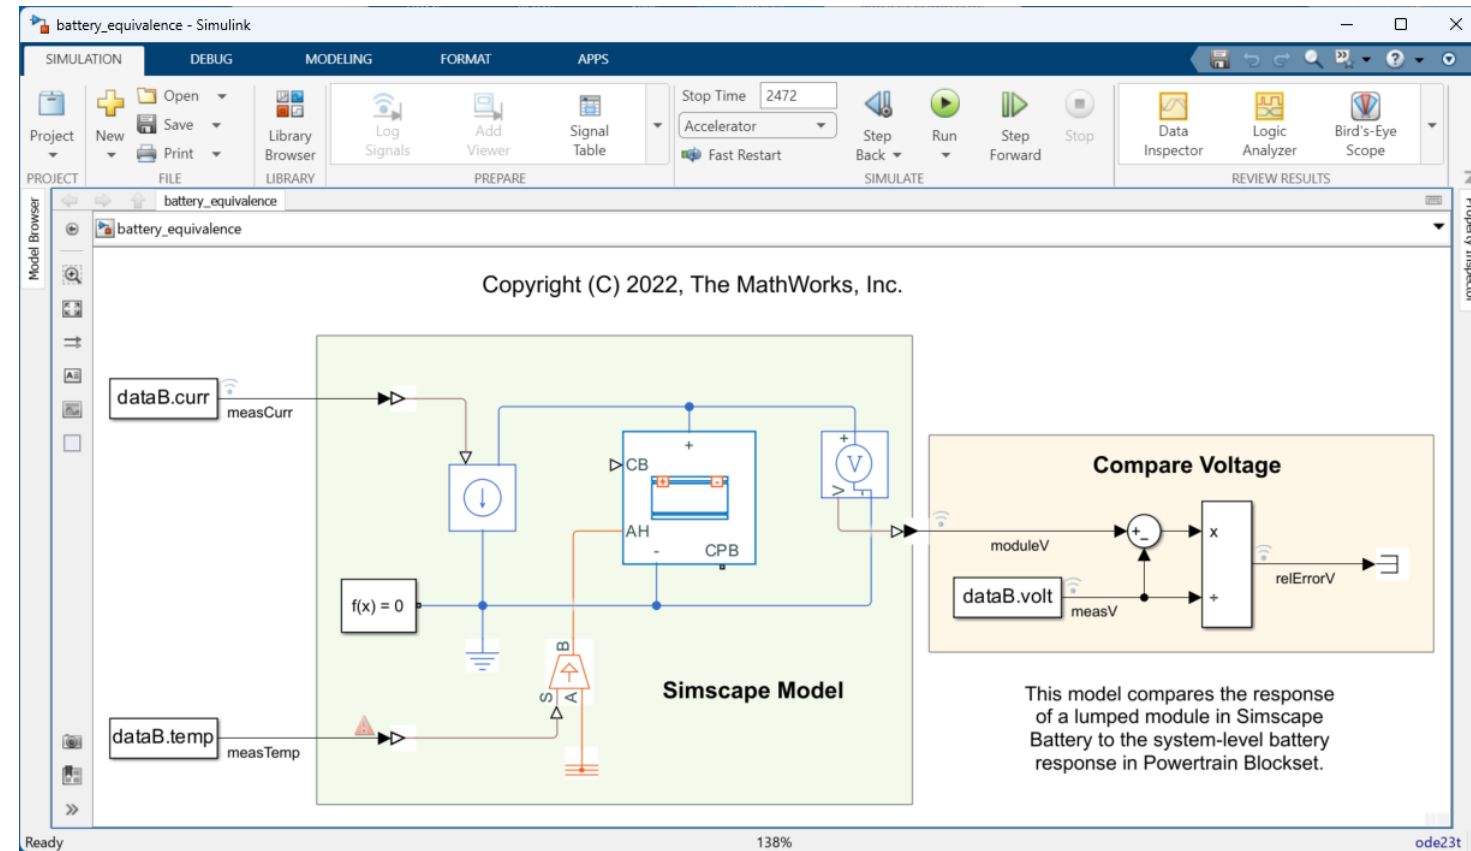 battery_equivalence - Simulink
SIMULATION DEBUG MODELING FORMAT APPS
Project
New
Open
Save
Print
Library
Browser
Log
Signals
Add
Viewer
Signal
Table
Stop Time 2472
Accelerator
Fast Restart
Step
Back
Run
Step
Forward
Stop
Data
Inspector
Logic
Analyzer
Bird's-Eye
Scope
PROJECT FILE LIBRARY PREPARE SIMULATE REVIEW RESULTS
Model Browser
Property Inspector
battery_equivalence
battery_equivalence
Copyright (C) 2022, The MathWorks, Inc.
dataB.curr
measCurr
+
CB
+ -
AH
-
CPB
+
V
V
-
f(x) = 0
B
S A
Simscape Model
dataB.temp
measTemp
Compare Voltage
moduleV
+_
x
÷
dataB.volt
measV
relErrorV
This model compares the response
of a lumped module in Simscape
Battery to the system-level battery
response in Powertrain Blockset.
Ready 138% ode23t